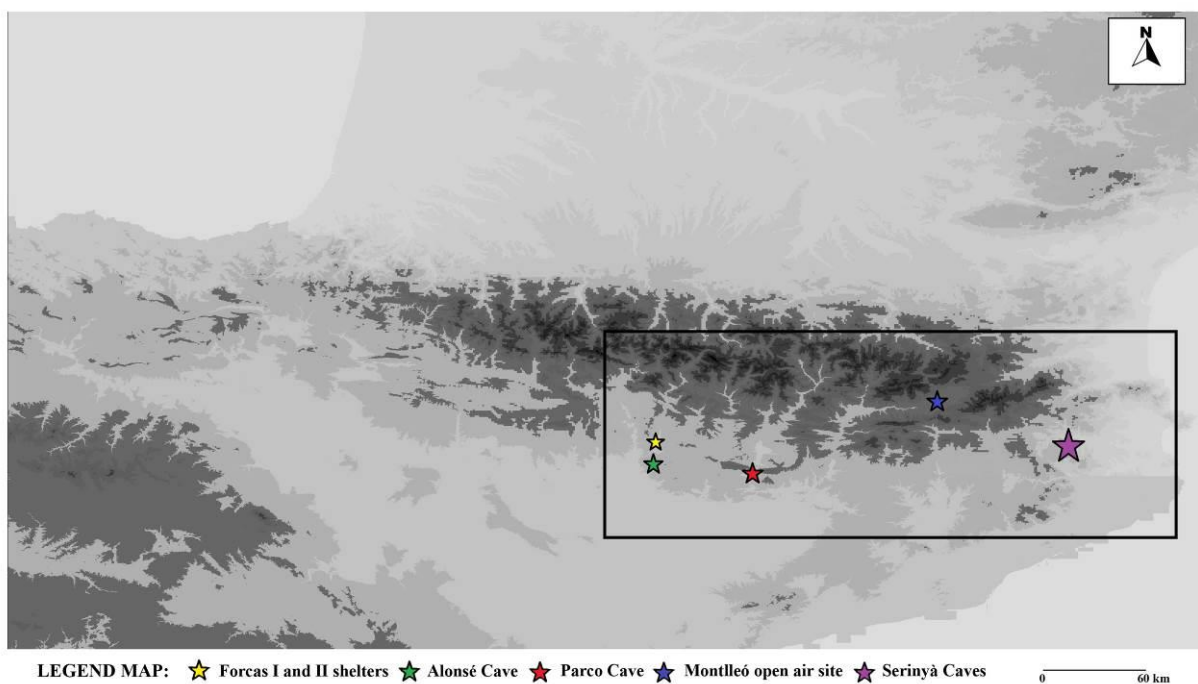 N
LEGEND MAP: Forcas I and II shelters Alonsé Cave Parco Cave Montlleó open air site Serinyà Caves 0 60 km